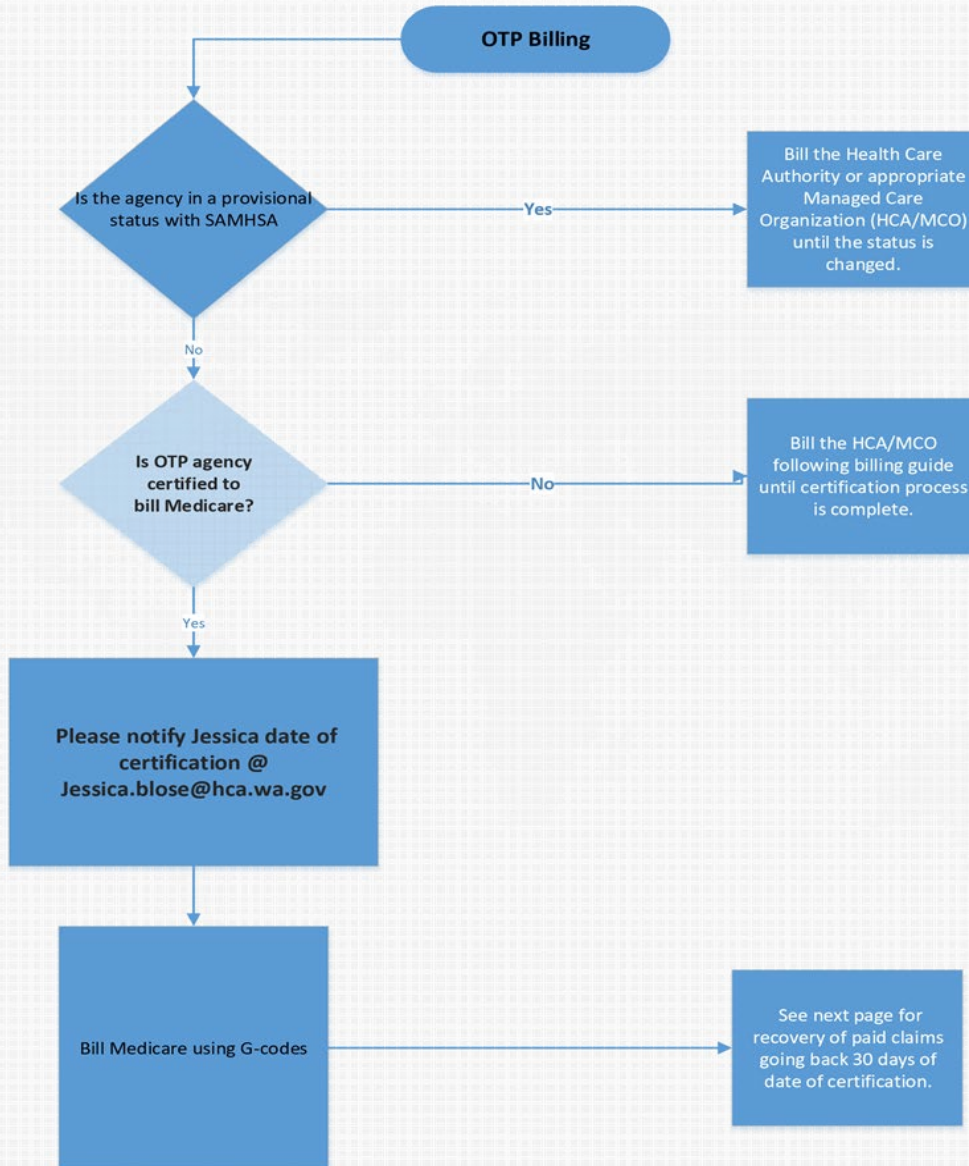 OTP Billing
Is the agency in a provisional
status with SAMHSA
Yes
Bill the Health Care
Authority or appropriate
Managed Care
Organization (HCA/MCO)
until the status is
changed.
No
Is OTP agency
certified to
bill Medicare?
No
Bill the HCA/MCO
following billing guide
until certification process
is complete.
Yes
Please notify Jessica date of
certification @
Jessica.blose@hca.wa.gov
Bill Medicare using G-codes
See next page for
recovery of paid claims
going back 30 days of
date of certification.